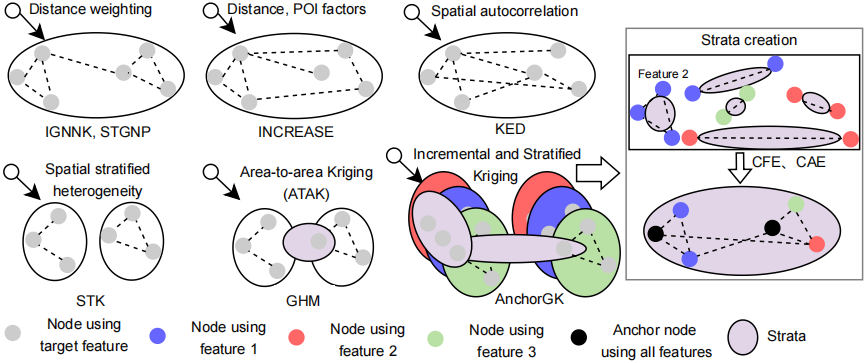 Distance weighting
IGNNK, STGNP
Distance, POI factors
INCREASE
Spatial autocorrelation
KED
Spatial stratified
heterogeneity
STK
Area-to-area Kriging
(ATAK)
GHM
Incremental and Stratified
Kriging
AnchorGK
Strata creation
Feature 2
CFE、CAE
Node using
target feature
Node using
feature 1
Node using
feature 2
Node using
feature 3
Anchor node
using all features
Strata